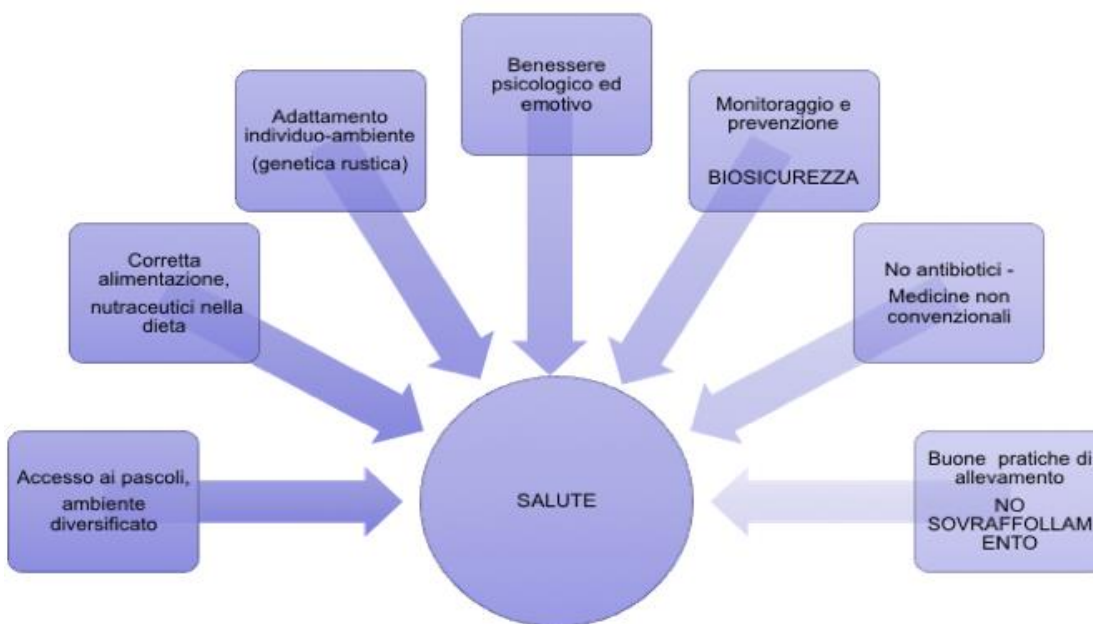 Benessere
psicologico ed
emotivo
Adattamento
individuo-ambiente
(genetica rustica)
Monitoraggio e
prevenzione
BIOSICUREZZA
Corretta
alimentazione,
nutraceutici nella
dieta
No antibiotici -
Medicine non
convenzionali
Accesso ai pascoli,
ambiente
diversificato
SALUTE
Buone pratiche di
allevamento
NO
SOVRAFFOLLAM
ENTO